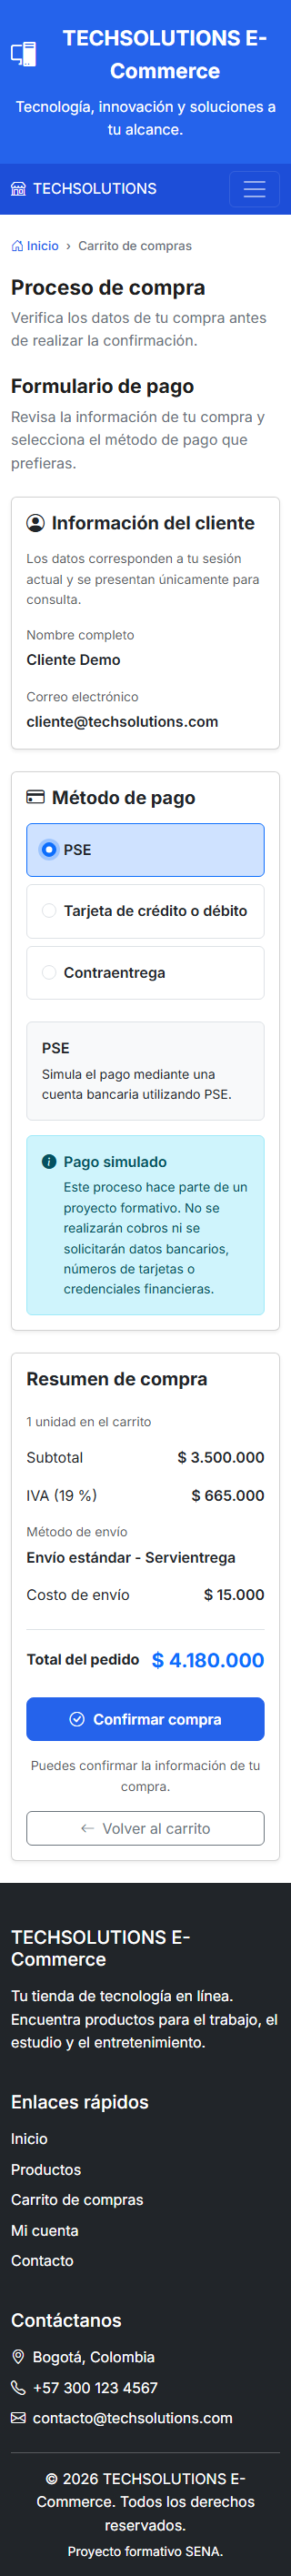 TECHSOLUTIONS E-
Commerce
Tecnología, innovación y soluciones a
tu alcance.
TECHSOLUTIONS
Inicio › Carrito de compras
Proceso de compra
Verifica los datos de tu compra antes
de realizar la confirmación.
Formulario de pago
Revisa la información de tu compra y
selecciona el método de pago que
prefieras.
Información del cliente
Los datos corresponden a tu sesión
actual y se presentan únicamente para
consulta.
Nombre completo
Cliente Demo
Correo electrónico
cliente@techsolutions.com
Método de pago
PSE
Tarjeta de crédito o débito
Contraentrega
PSE
Simula el pago mediante una
cuenta bancaria utilizando PSE.
Pago simulado
Este proceso hace parte de un
proyecto formativo. No se
realizarán cobros ni se
solicitarán datos bancarios,
números de tarjetas o
credenciales financieras.
Resumen de compra
1 unidad en el carrito
Subtotal $ 3.500.000
IVA (19 %) $ 665.000
Método de envío
Envío estándar - Servientrega
Costo de envío $ 15.000
Total del pedido $ 4.180.000
Confirmar compra
Puedes confirmar la información de tu
compra.
← Volver al carrito
TECHSOLUTIONS E-
Commerce
Tu tienda de tecnología en línea.
Encuentra productos para el trabajo, el
estudio y el entretenimiento.
Enlaces rápidos
Inicio
Productos
Carrito de compras
Mi cuenta
Contacto
Contáctanos
Bogotá, Colombia
+57 300 123 4567
contacto@techsolutions.com
© 2026 TECHSOLUTIONS E-
Commerce. Todos los derechos
reservados.
Proyecto formativo SENA.